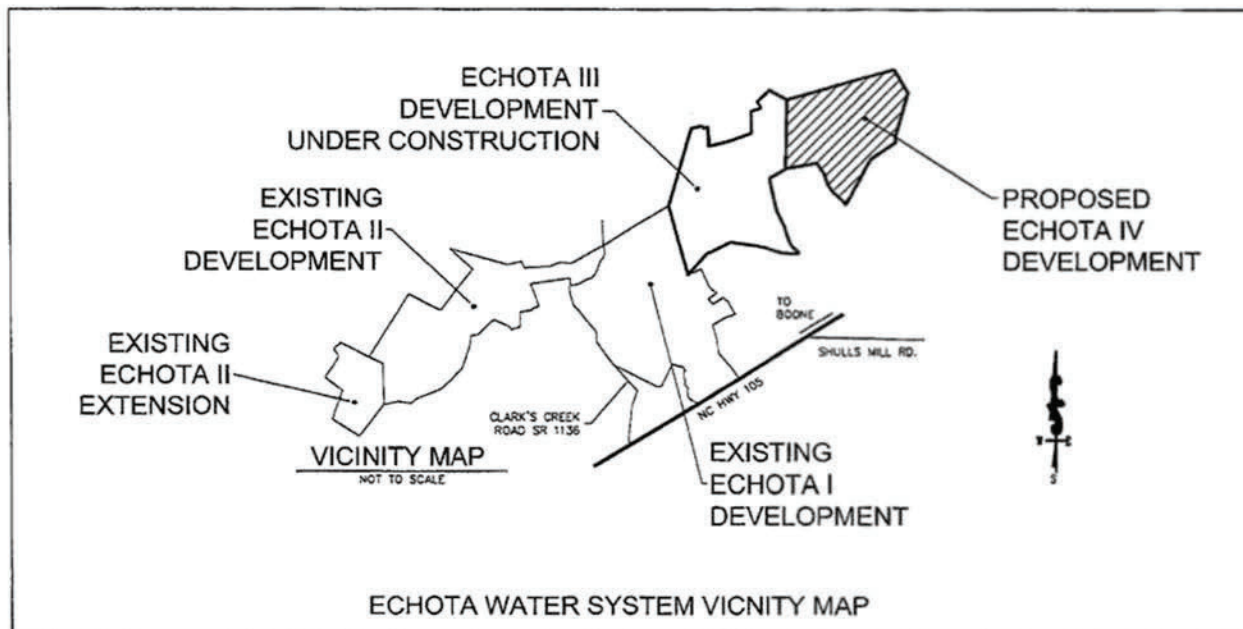 ECHOTA III
DEVELOPMENT
UNDER CONSTRUCTION
EXISTING
ECHOTA II
DEVELOPMENT
PROPOSED
ECHOTA IV
DEVELOPMENT
TO
BOONE
SHULLS MILL RD.
EXISTING
ECHOTA II
EXTENSION
NC HWY 105
CLARK'S CREEK
ROAD SR 1136
VICINITY MAP
NOT TO SCALE
EXISTING
ECHOTA I
DEVELOPMENT
E
S
ECHOTA WATER SYSTEM VICNITY MAP